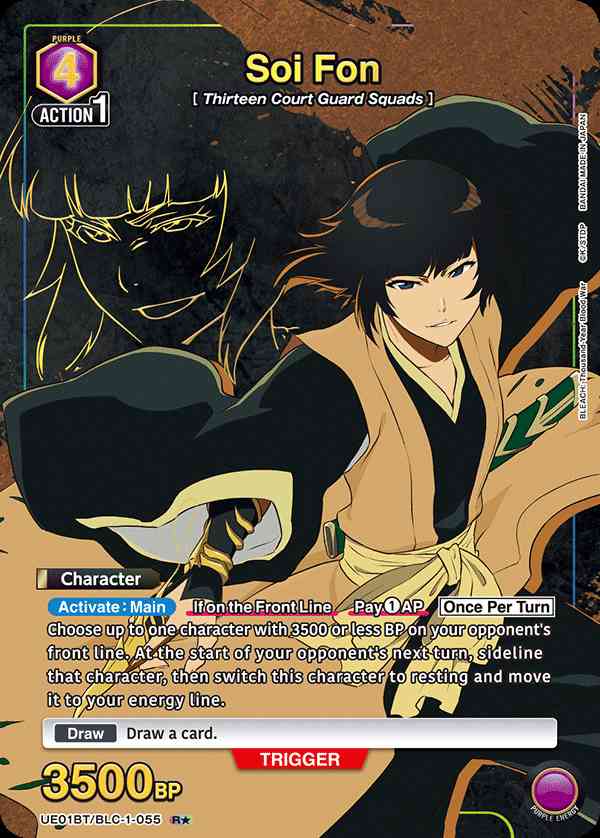 PURPLE
4
ACTION 1
Soi Fon
[ Thirteen Court Guard Squads ]
BLEACH: Thousand-Year Blood War ©K/STDP BANDAI MADE IN JAPAN
Character
Activate: Main If on the Front Line Pay 1 AP Once Per Turn
Choose up to one character with 3500 or less BP on your opponent's
front line. At the start of your opponent's next turn, sideline
that character, then switch this character to resting and move
it to your energy line.
Draw Draw a card.
TRIGGER
3500 BP
PURPLE ENERGY
UE01BT/BLC-1-055 R★